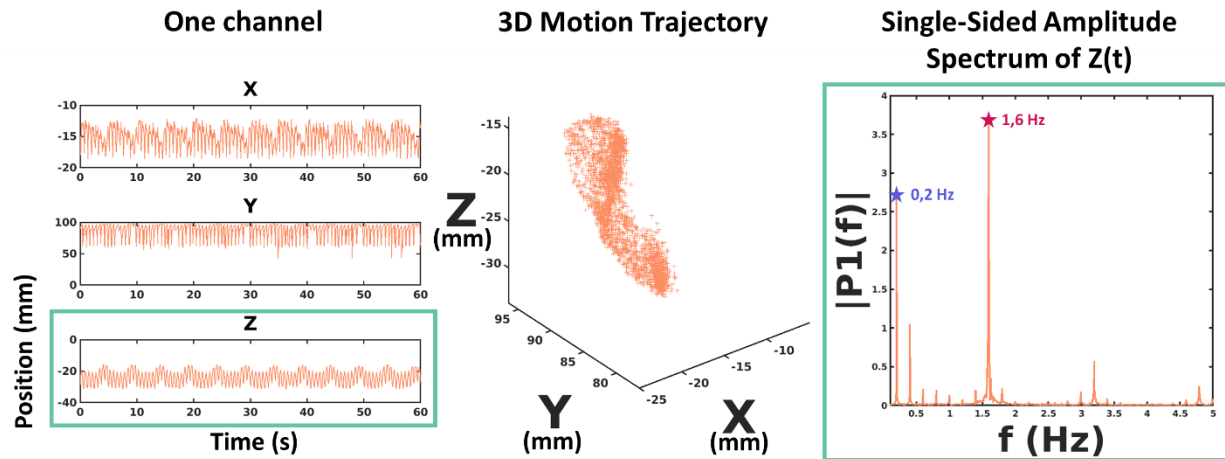 One channel
3D Motion Trajectory
Single-Sided Amplitude
Spectrum of Z(t)
Position (mm)
X
-10
-15
-20
0 10 20 30 40 50 60
Y
100
50
0
0 10 20 30 40 50 60
Z
0
-20
-40
0 10 20 30 40 50 60
Time (s)
Z
(mm)
-15
-20
-25
-30
95
90
85
80
Y
(mm)
-25
-20
-15
-10
X
(mm)
|P1(f)|
4
3.5
3
2.5
2
1.5
1
0.5
0
1,6 Hz
0,2 Hz
0.5 1 1.5 2 2.5 3 3.5 4 4.5 5
f (Hz)